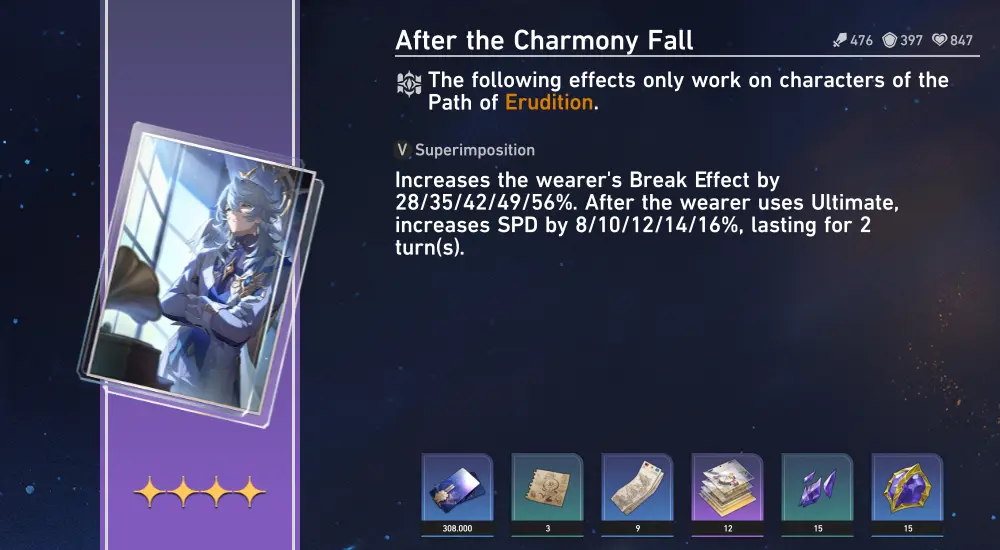 After the Charmony Fall
476 397 847
The following effects only work on characters of the
Path of Erudition.
V Superimposition
Increases the wearer's Break Effect by
28/35/42/49/56%. After the wearer uses Ultimate,
increases SPD by 8/10/12/14/16%, lasting for 2
turn(s).
308.000 3 9 12 15 15